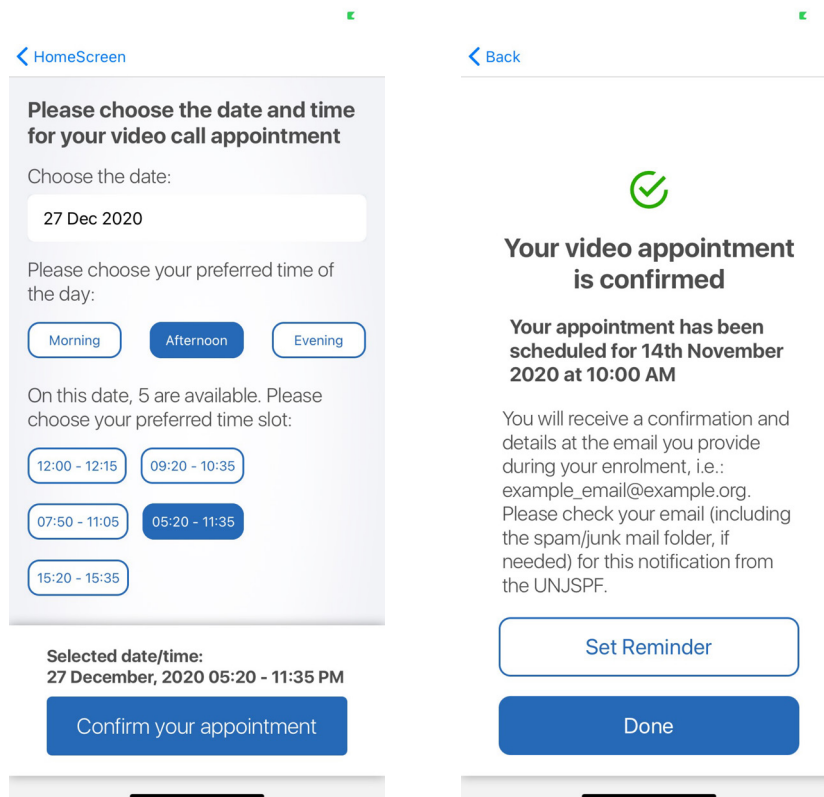 HomeScreen
Please choose the date and time
for your video call appointment
Choose the date:
27 Dec 2020
Please choose your preferred time of
the day:
Morning Afternoon Evening
On this date, 5 are available. Please
choose your preferred time slot:
12:00 - 12:15 09:20 - 10:35
07:50 - 11:05 05:20 - 11:35
15:20 - 15:35
Selected date/time:
27 December, 2020 05:20 - 11:35 PM
Confirm your appointment
Back
Your video appointment
is confirmed
Your appointment has been
scheduled for 14th November
2020 at 10:00 AM
You will receive a confirmation and
details at the email you provide
during your enrolment, i.e.:
example_email@example.org.
Please check your email (including
the spam/junk mail folder, if
needed) for this notification from
the UNJSPF.
Set Reminder
Done